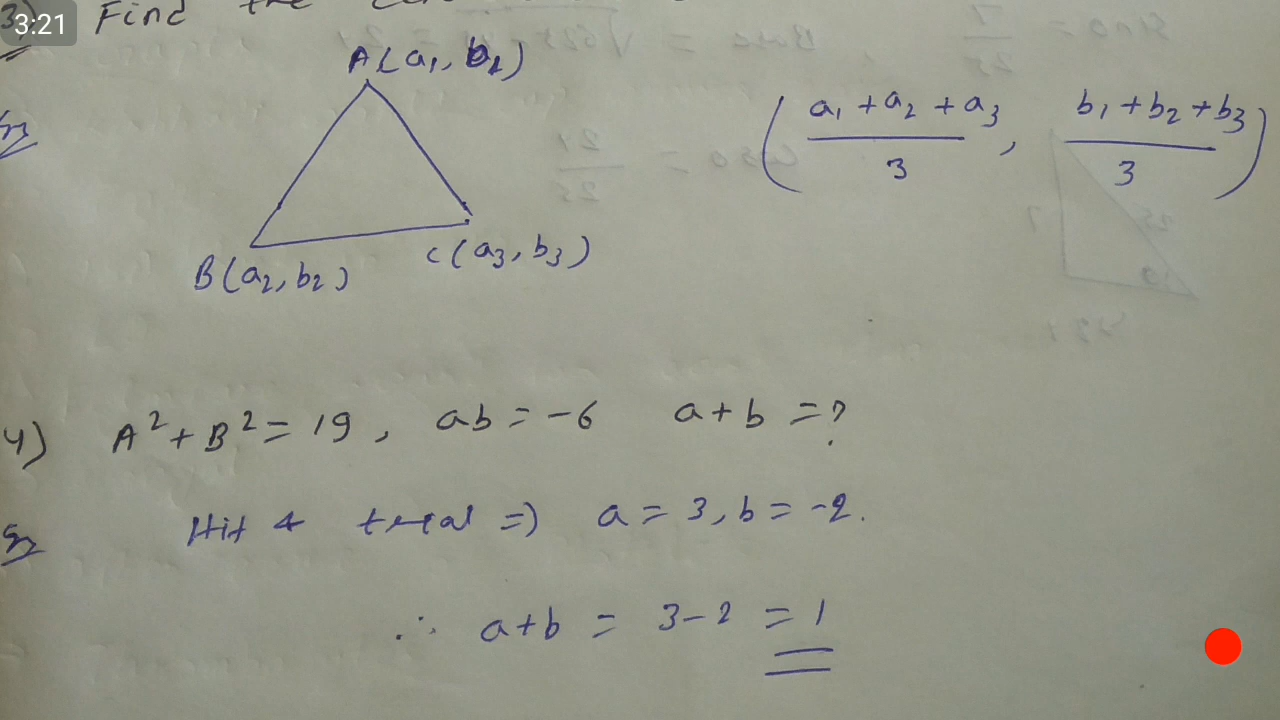 3:21
3) Find the
A(a1, b1)
(a1 + a2 + a3 / 3, b1 + b2 + b3 / 3)
B(a2, b2)
C(a3, b3)
4) A² + B² = 19, ab = -6 a+b = ?
Hit & trial => a = 3, b = -2.
∴ a+b = 3-2 = 1